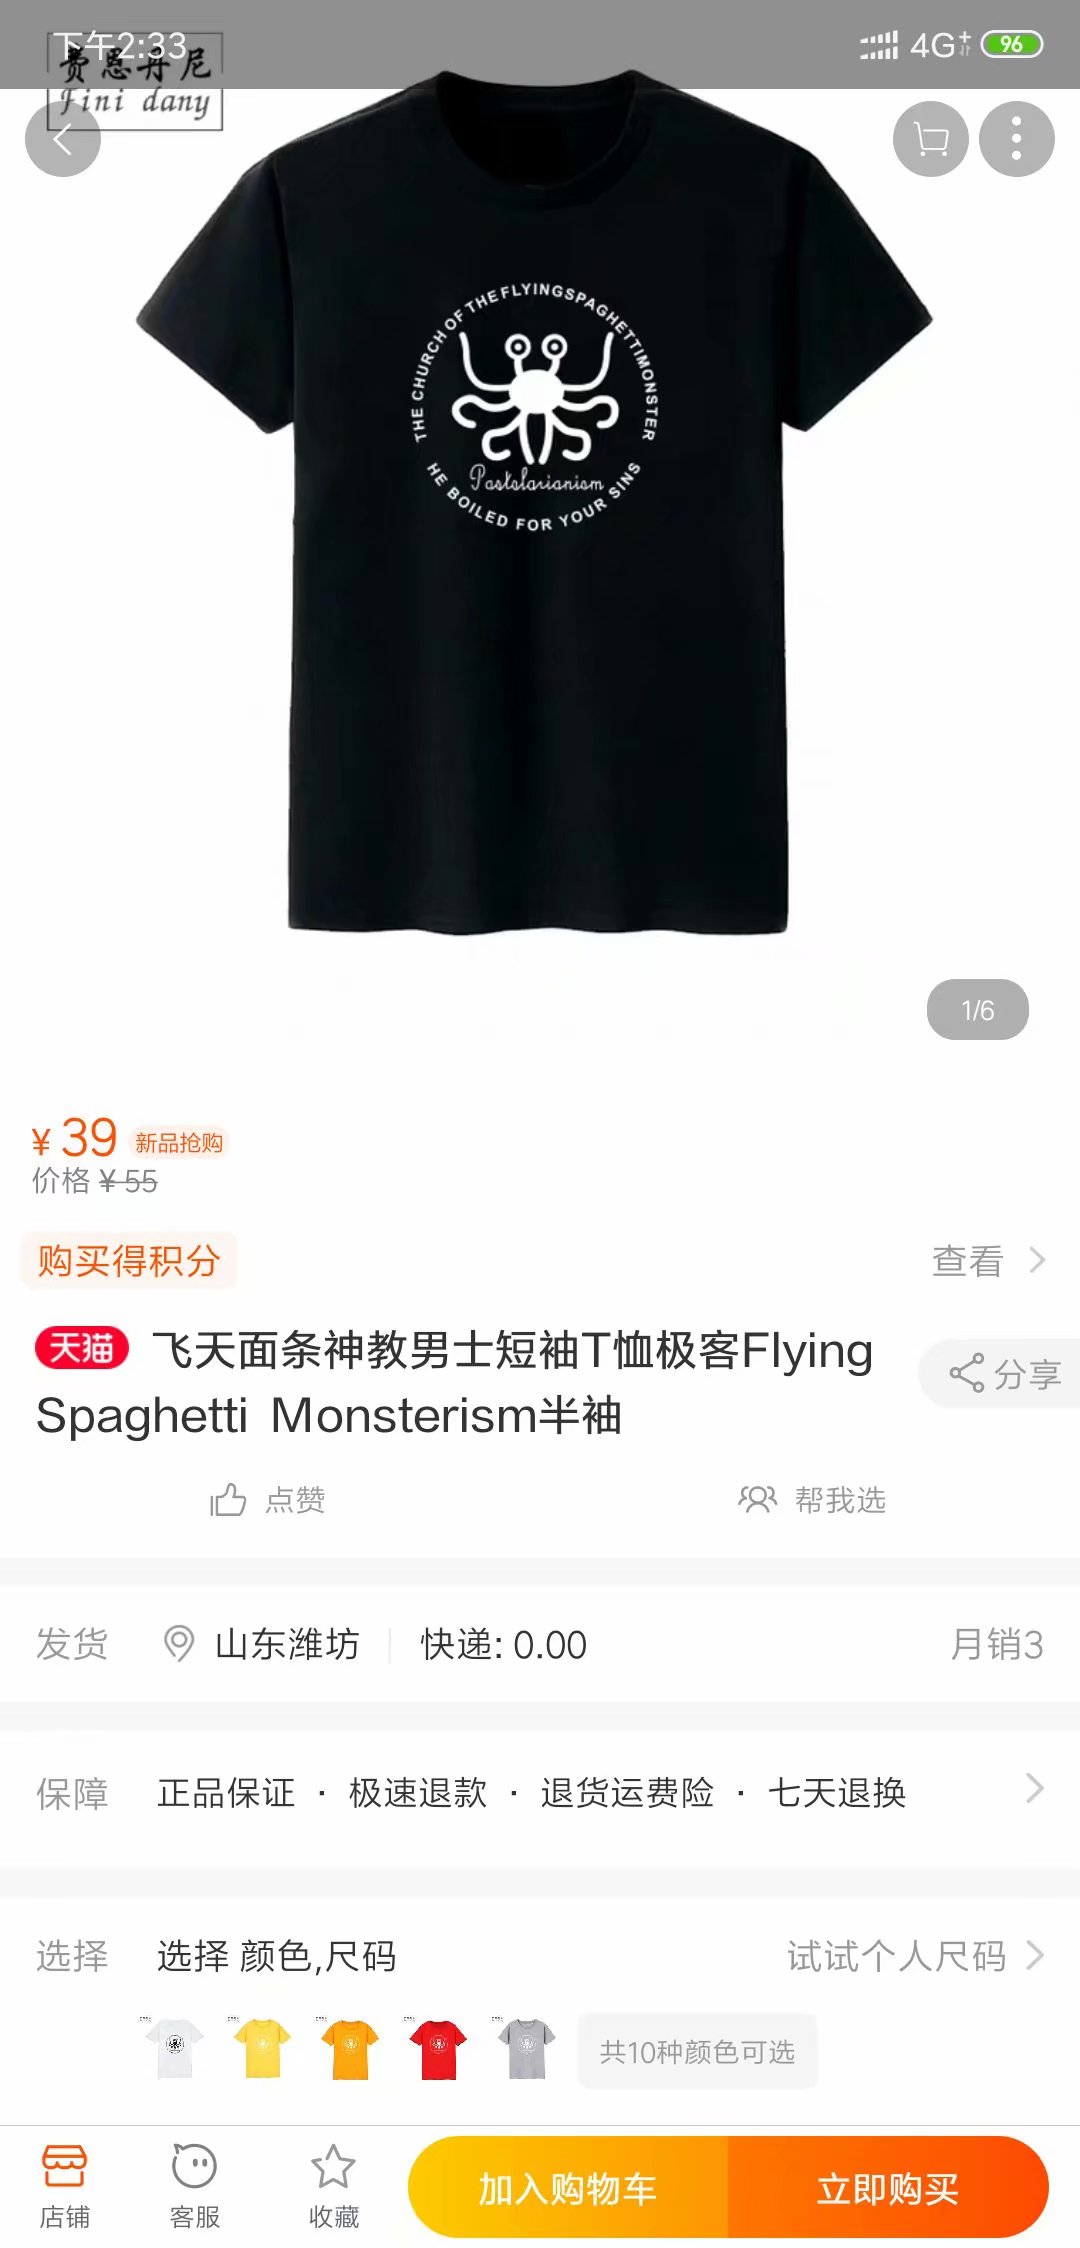 下午2:33
4G+
96
费恩丹尼
Fini dany
THE CHURCH OF THE FLYINGSPAGHETTIMONSTER
Pastafarianism
HE BOILED FOR YOUR SINS
1/6
¥ 39 新品抢购
价格 ¥ 55
购买得积分
查看
天猫 飞天面条神教男士短袖T恤极客Flying
Spaghetti Monsterism半袖
分享
点赞
帮我选
发货 山东潍坊 快递: 0.00 月销3
保障 正品保证 · 极速退款 · 退货运费险 · 七天退换
选择 选择 颜色,尺码 试试个人尺码
共10种颜色可选
店铺
客服
收藏
加入购物车
立即购买